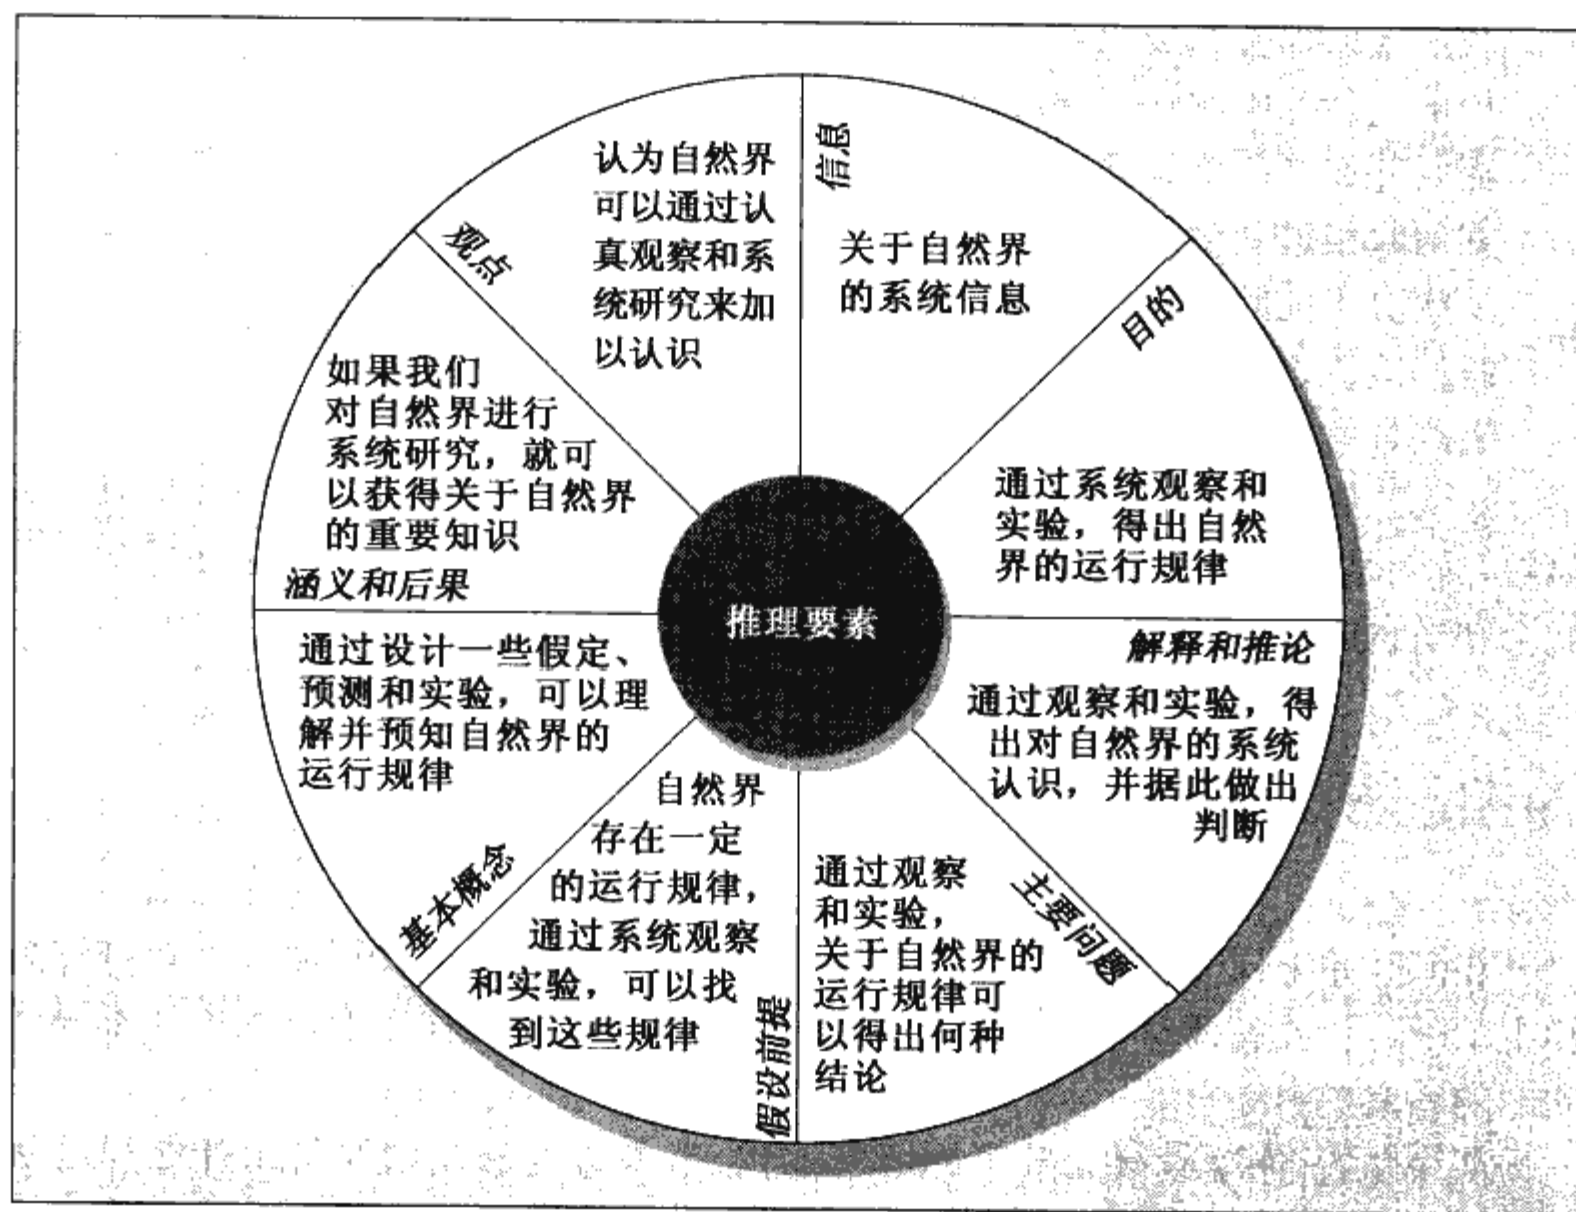 推理要素
信息
关于自然界
的系统信息
目的
通过系统观察和
实验，得出自然
界的运行规律
解释和推论
通过观察和实验，得
出对自然界的系统
认识，并据此做出
判断
主要问题
通过观察
和实验，
关于自然界的
运行规律可
以得出何种
结论
假设前提
自然界
存在一定
的运行规律，
通过系统观察
和实验，可以找
到这些规律
基本概念
通过设计一些假定、
预测和实验，可以理
解并预知自然界的
运行规律
涵义和后果
如果我们
对自然界进行
系统研究，就可
以获得关于自然界
的重要知识
观点
认为自然界
可以通过认
真观察和系
统研究来加
以认识